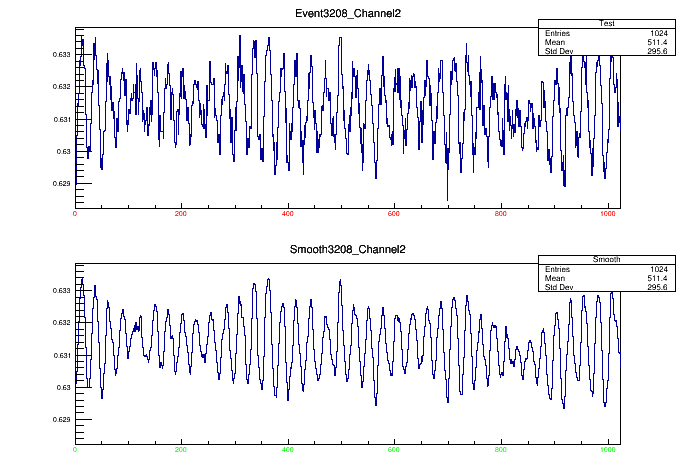 Event3208_Channel2
Test
Entries 1024
Mean 511.4
Std Dev 295.6
0.633
0.632
0.631
0.63
0.629
0 200 400 600 800 1000
Smooth3208_Channel2
Smooth
Entries 1024
Mean 511.4
Std Dev 295.6
0.633
0.632
0.631
0.63
0.629
0 200 400 600 800 1000